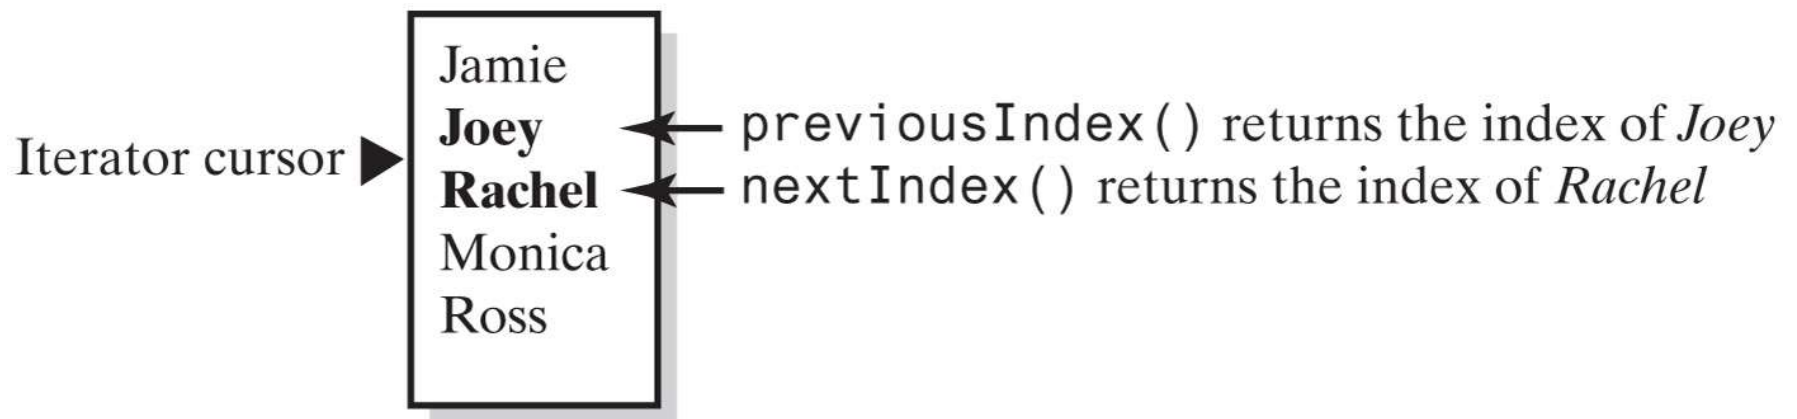 Jamie
Joey
Rachel
Monica
Ross
Iterator cursor
previousIndex() returns the index of Joey
nextIndex() returns the index of Rachel